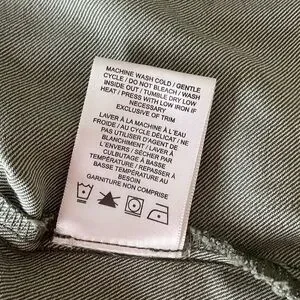 MACHINE WASH COLD / GENTLE
CYCLE / DO NOT BLEACH / WASH
INSIDE OUT / TUMBLE DRY LOW
HEAT / PRESS WITH LOW IRON IF
NECESSARY
EXCLUSIVE OF TRIM
LAVER À LA MACHINE À L'EAU
FROIDE / AU CYCLE DÉLICAT / NE
PAS UTILISER D'AGENT DE
BLANCHIMENT / LAVER À
L'ENVERS / SÉCHER PAR
CULBUTAGE À BASSE
TEMPÉRATURE / REPASSER À
BASSE TEMPÉRATURE AU
BESOIN
GARNITURE NON COMPRISE